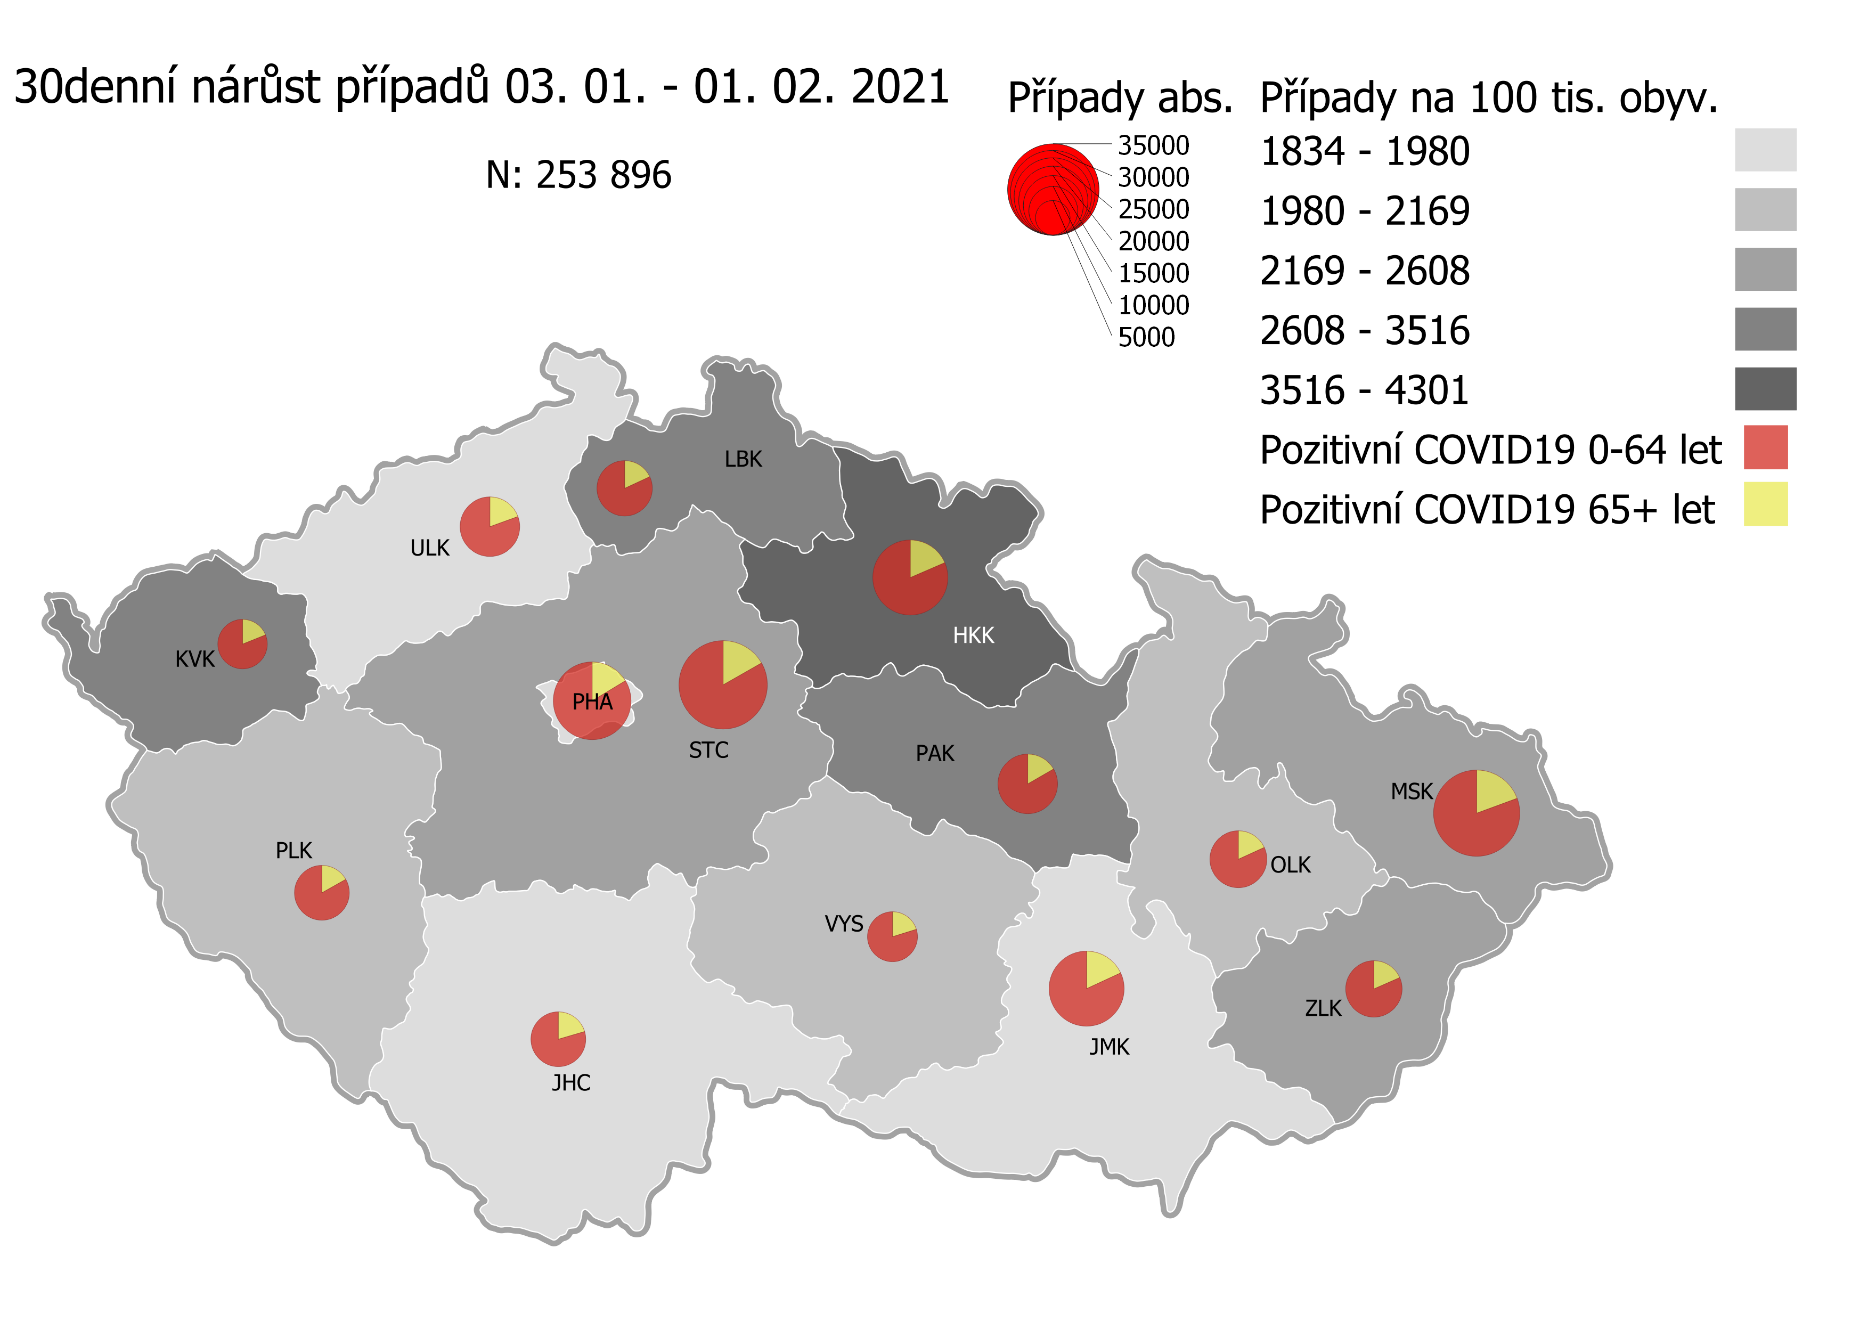 30denní nárůst případů 03. 01. - 01. 02. 2021
N: 253 896
Případy abs.
35000
30000
25000
20000
15000
10000
5000
Případy na 100 tis. obyv.
1834 - 1980
1980 - 2169
2169 - 2608
2608 - 3516
3516 - 4301
Pozitivní COVID19 0-64 let
Pozitivní COVID19 65+ let
LBK
ULK
HKK
KVK
PHA
STC
PAK
MSK
PLK
OLK
VYS
ZLK
JMK
JHC